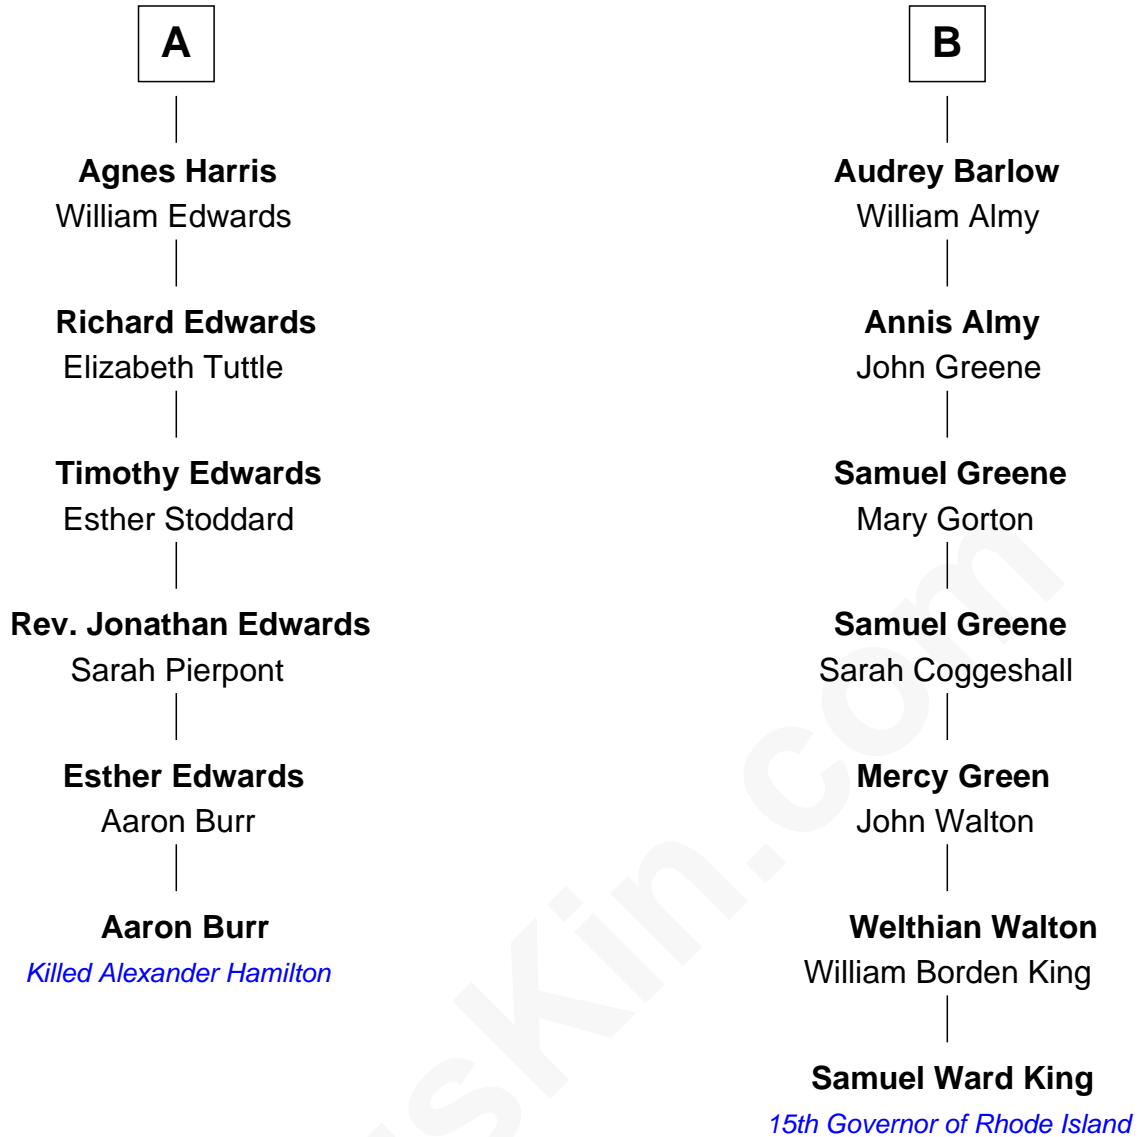 A
Agnes Harris
William Edwards
Richard Edwards
Elizabeth Tuttle
Timothy Edwards
Esther Stoddard
Rev. Jonathan Edwards
Sarah Pierpont
Esther Edwards
Aaron Burr
Aaron Burr
Killed Alexander Hamilton
B
Audrey Barlow
William Almy
Annis Almy
John Greene
Samuel Greene
Mary Gorton
Samuel Greene
Sarah Coggeshall
Mercy Green
John Walton
Welthian Walton
William Borden King
Samuel Ward King
15th Governor of Rhode Island
sKin.com